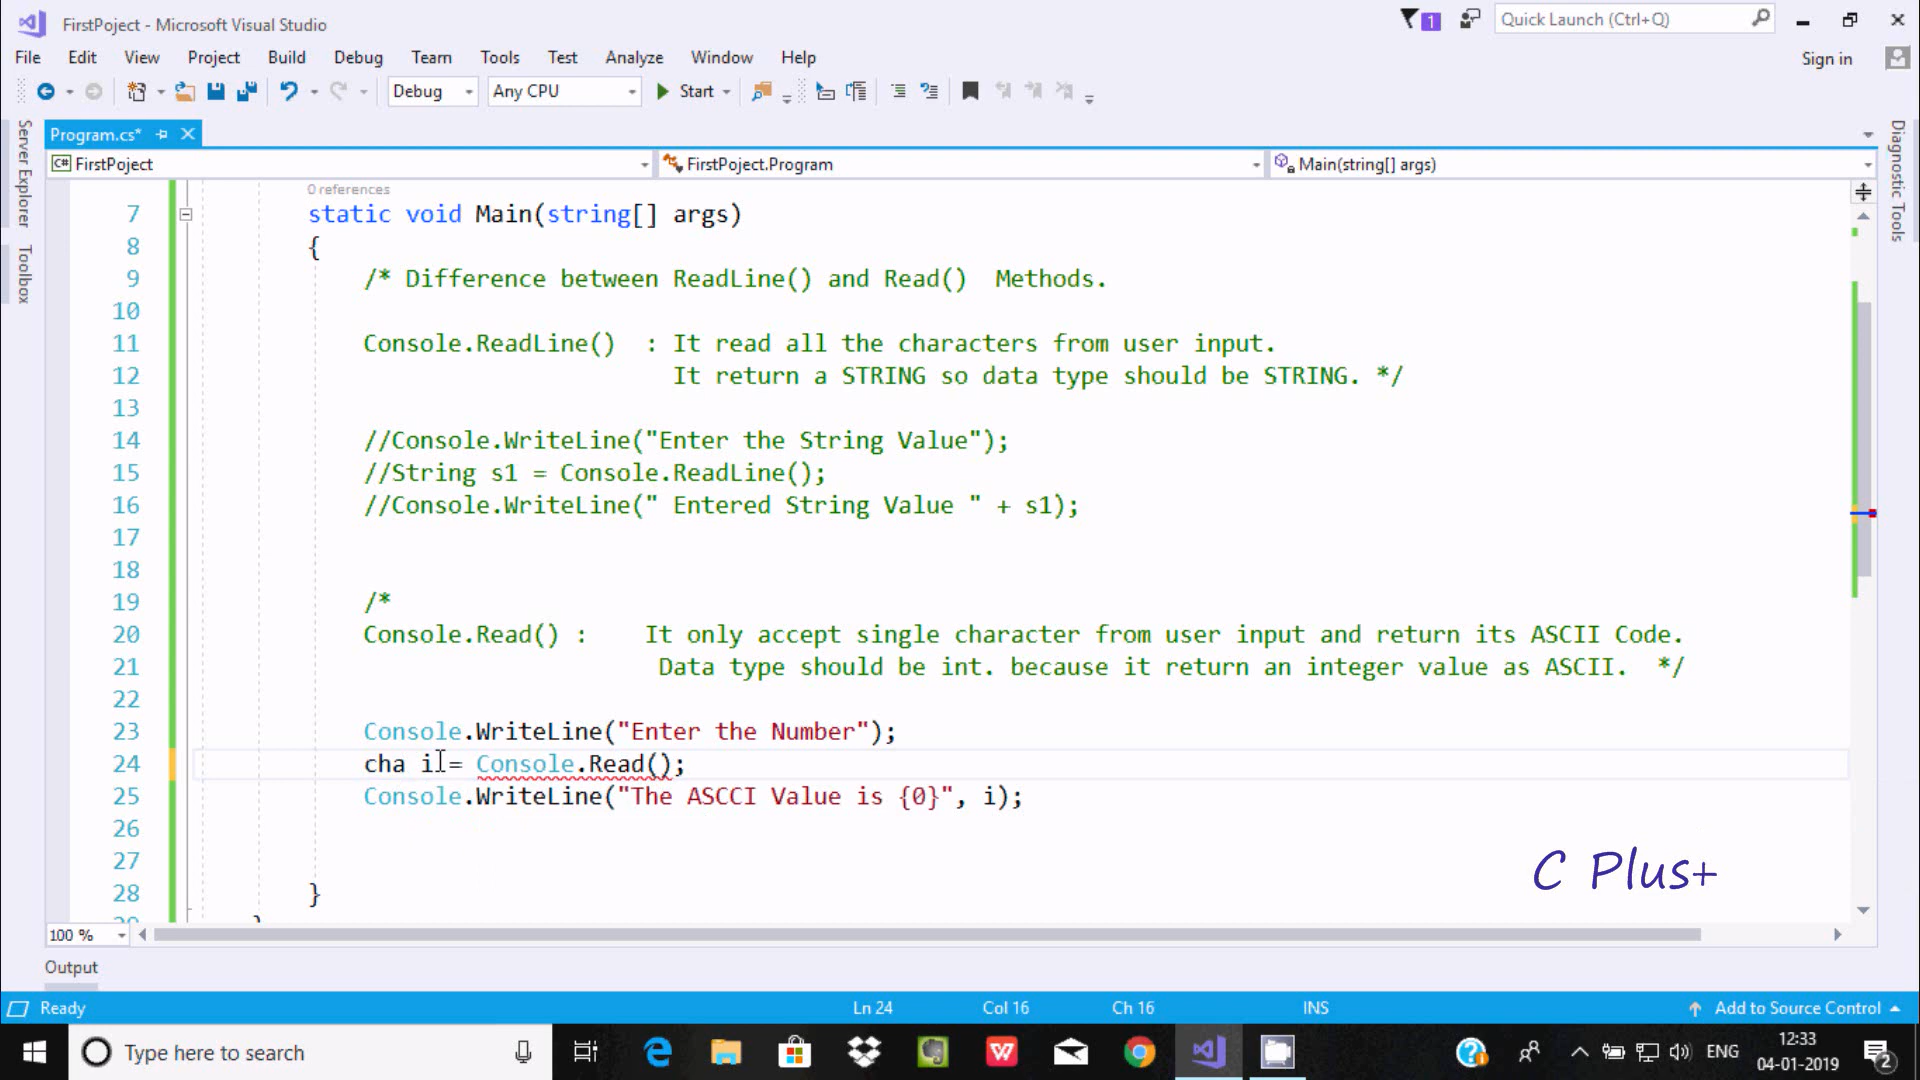 FirstPoject - Microsoft Visual Studio
1
Quick Launch (Ctrl+Q)
File Edit View Project Build Debug Team Tools Test Analyze Window Help
Sign in
Debug Any CPU Start
Server Explorer
Toolbox
Diagnostic Tools
Program.cs*
C# FirstPoject
FirstPoject.Program
Main(string[] args)
0 references
7 static void Main(string[] args)
8 {
9 /* Difference between ReadLine() and Read()  Methods.
10
11 Console.ReadLine()  : It read all the characters from user input.
12 It return a STRING so data type should be STRING. */
13
14 //Console.WriteLine("Enter the String Value");
15 //String s1 = Console.ReadLine();
16 //Console.WriteLine(" Entered String Value " + s1);
17
18
19 /*
20 Console.Read() :    It only accept single character from user input and return its ASCII Code.
21 Data type should be int. because it return an integer value as ASCII.  */
22
23 Console.WriteLine("Enter the Number");
24 cha i = Console.Read();
25 Console.WriteLine("The ASCCI Value is {0}", i);
26
27
28 }
C Plus+
100 %
Output
Ready Ln 24 Col 16 Ch 16 INS Add to Source Control
Type here to search
ENG
12:33
04-01-2019
2